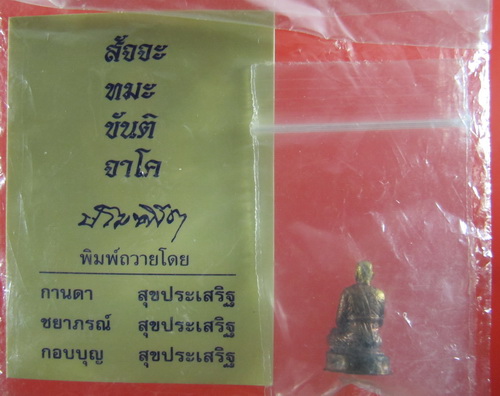 สัจจะ
ทมะ
ขันติ
จาโค
พิมพ์ถวายโดย
กานดา สุขประเสริฐ
ชยาภรณ์ สุขประเสริฐ
กอบบุญ สุขประเสริฐ